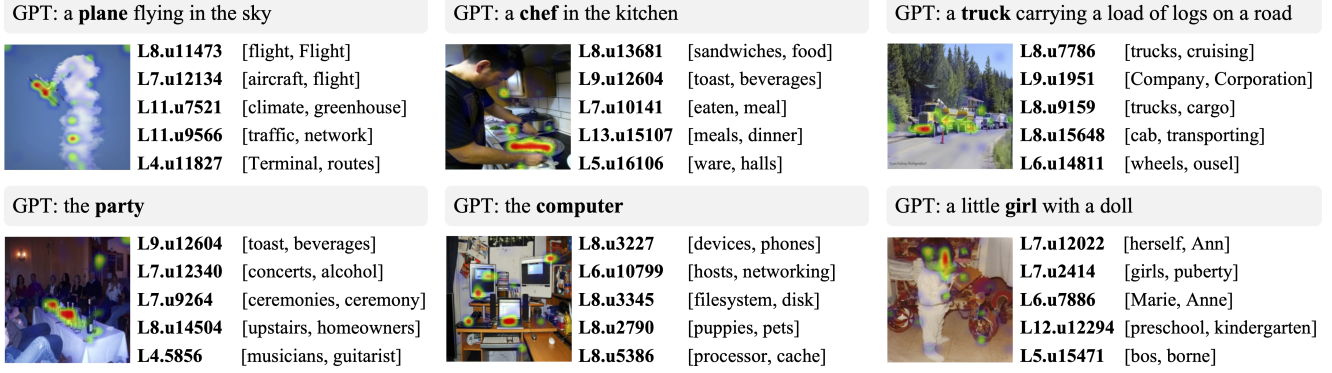 GPT: a plane flying in the sky
L8.u11473 [flight, Flight]
L7.u12134 [aircraft, flight]
L11.u7521 [climate, greenhouse]
L11.u9566 [traffic, network]
L4.u11827 [Terminal, routes]
GPT: a chef in the kitchen
L8.u13681 [sandwiches, food]
L9.u12604 [toast, beverages]
L7.u10141 [eaten, meal]
L13.u15107 [meals, dinner]
L5.u16106 [ware, halls]
GPT: a truck carrying a load of logs on a road
L8.u7786 [trucks, cruising]
L9.u1951 [Company, Corporation]
L8.u9159 [trucks, cargo]
L8.u15648 [cab, transporting]
L6.u14811 [wheels, ousel]
GPT: the party
L9.u12604 [toast, beverages]
L7.u12340 [concerts, alcohol]
L7.u9264 [ceremonies, ceremony]
L8.u14504 [upstairs, homeowners]
L4.5856 [musicians, guitarist]
GPT: the computer
L8.u3227 [devices, phones]
L6.u10799 [hosts, networking]
L8.u3345 [filesystem, disk]
L8.u2790 [puppies, pets]
L8.u5386 [processor, cache]
GPT: a little girl with a doll
L7.u12022 [herself, Ann]
L7.u2414 [girls, puberty]
L6.u7886 [Marie, Anne]
L12.u12294 [preschool, kindergarten]
L5.u15471 [bos, borne]